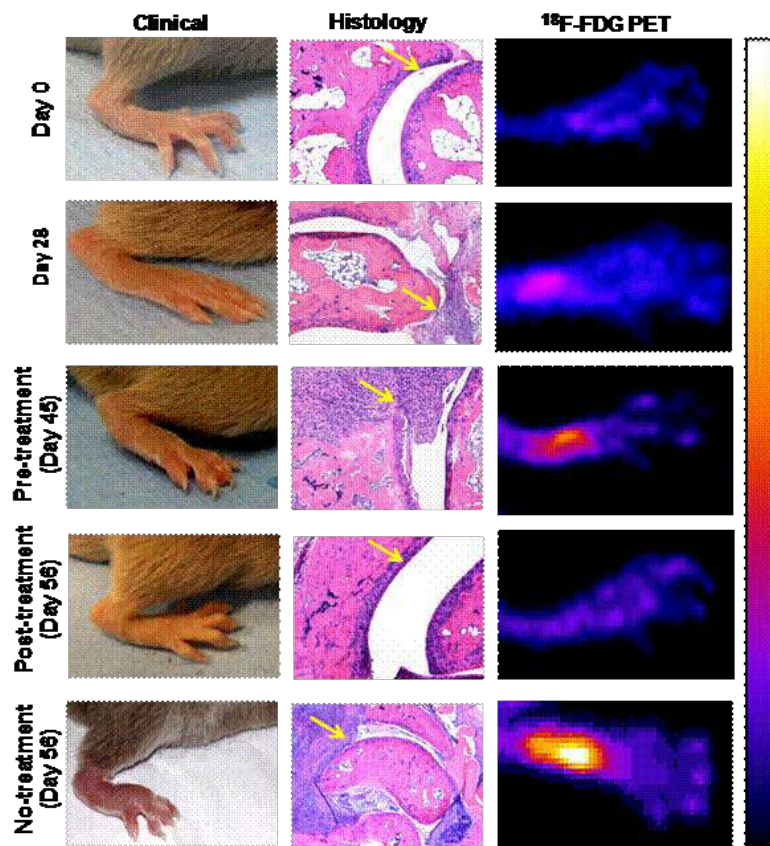 Clinical Histology ¹⁸F-FDG PET
Day 0
Day 28
Pre-treatment
(Day 45)
Post-treatment
(Day 56)
No-treatment
(Day 56)